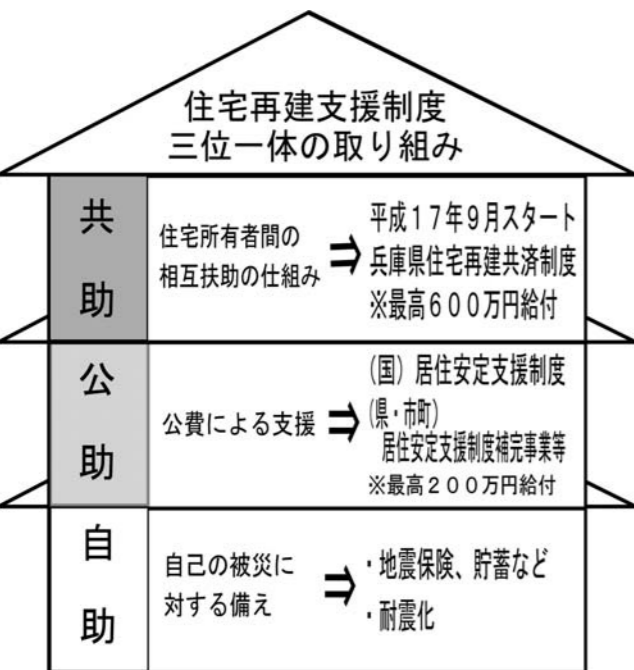 住宅再建支援制度
三位一体の取り組み
共助
住宅所有者間の
相互扶助の仕組み
⇒
平成17年9月スタート
兵庫県住宅再建共済制度
※最高600万円給付
公助
公費による支援
⇒
(国)居住安定支援制度
(県・市町)
居住安定支援制度補完事業等
※最高200万円給付
自助
自己の被災に
対する備え
⇒
・地震保険、貯蓄など
・耐震化